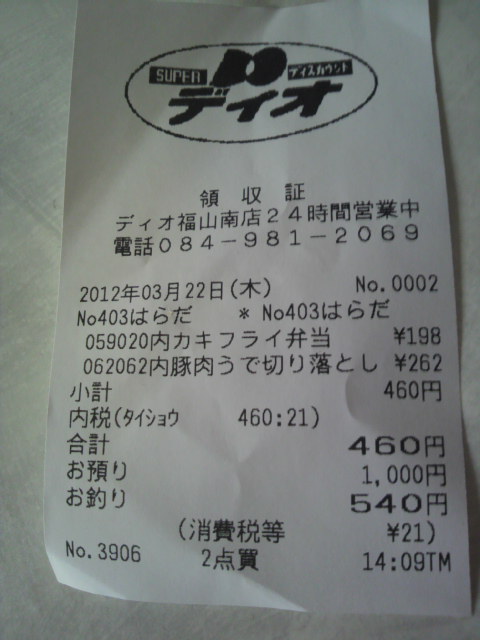 SUPER ディスカウント
ディオ
領収証
ディオ福山南店24時間営業中
電話084-981-2069
2012年03月22日(木) No.0002
No403はらだ *No403はらだ
059020内カキフライ弁当 ¥198
062062内豚肉うで切り落とし ¥262
小計 460円
内税(タイショウ 460:21)
合計 460円
お預り 1,000円
お釣り 540円
(消費税等 ¥21)
No.3906 2点買 14:09TM